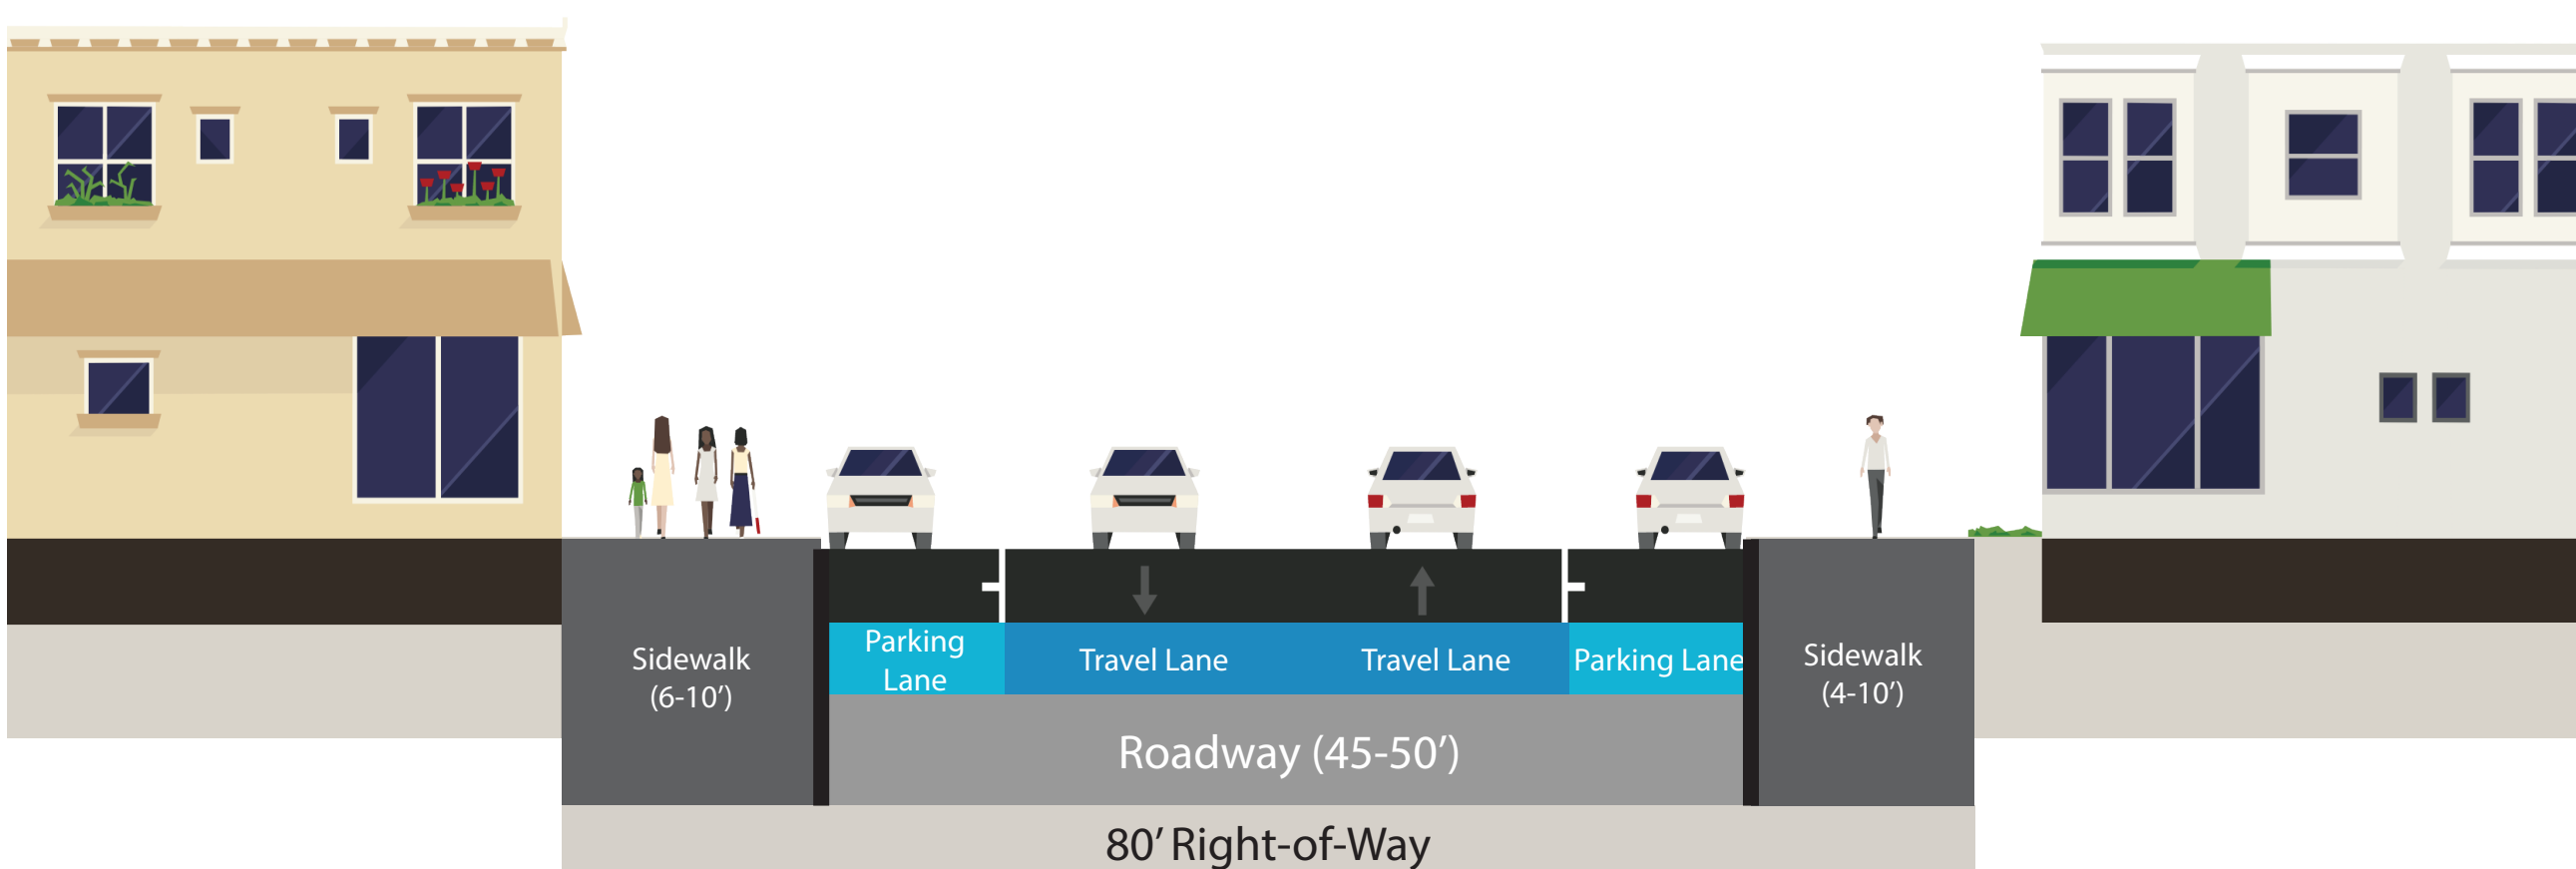 Sidewalk
(6-10’)
Parking
Lane
Travel Lane
Travel Lane
Parking Lane
Sidewalk
(4-10’)
Roadway (45-50’)
80’ Right-of-Way